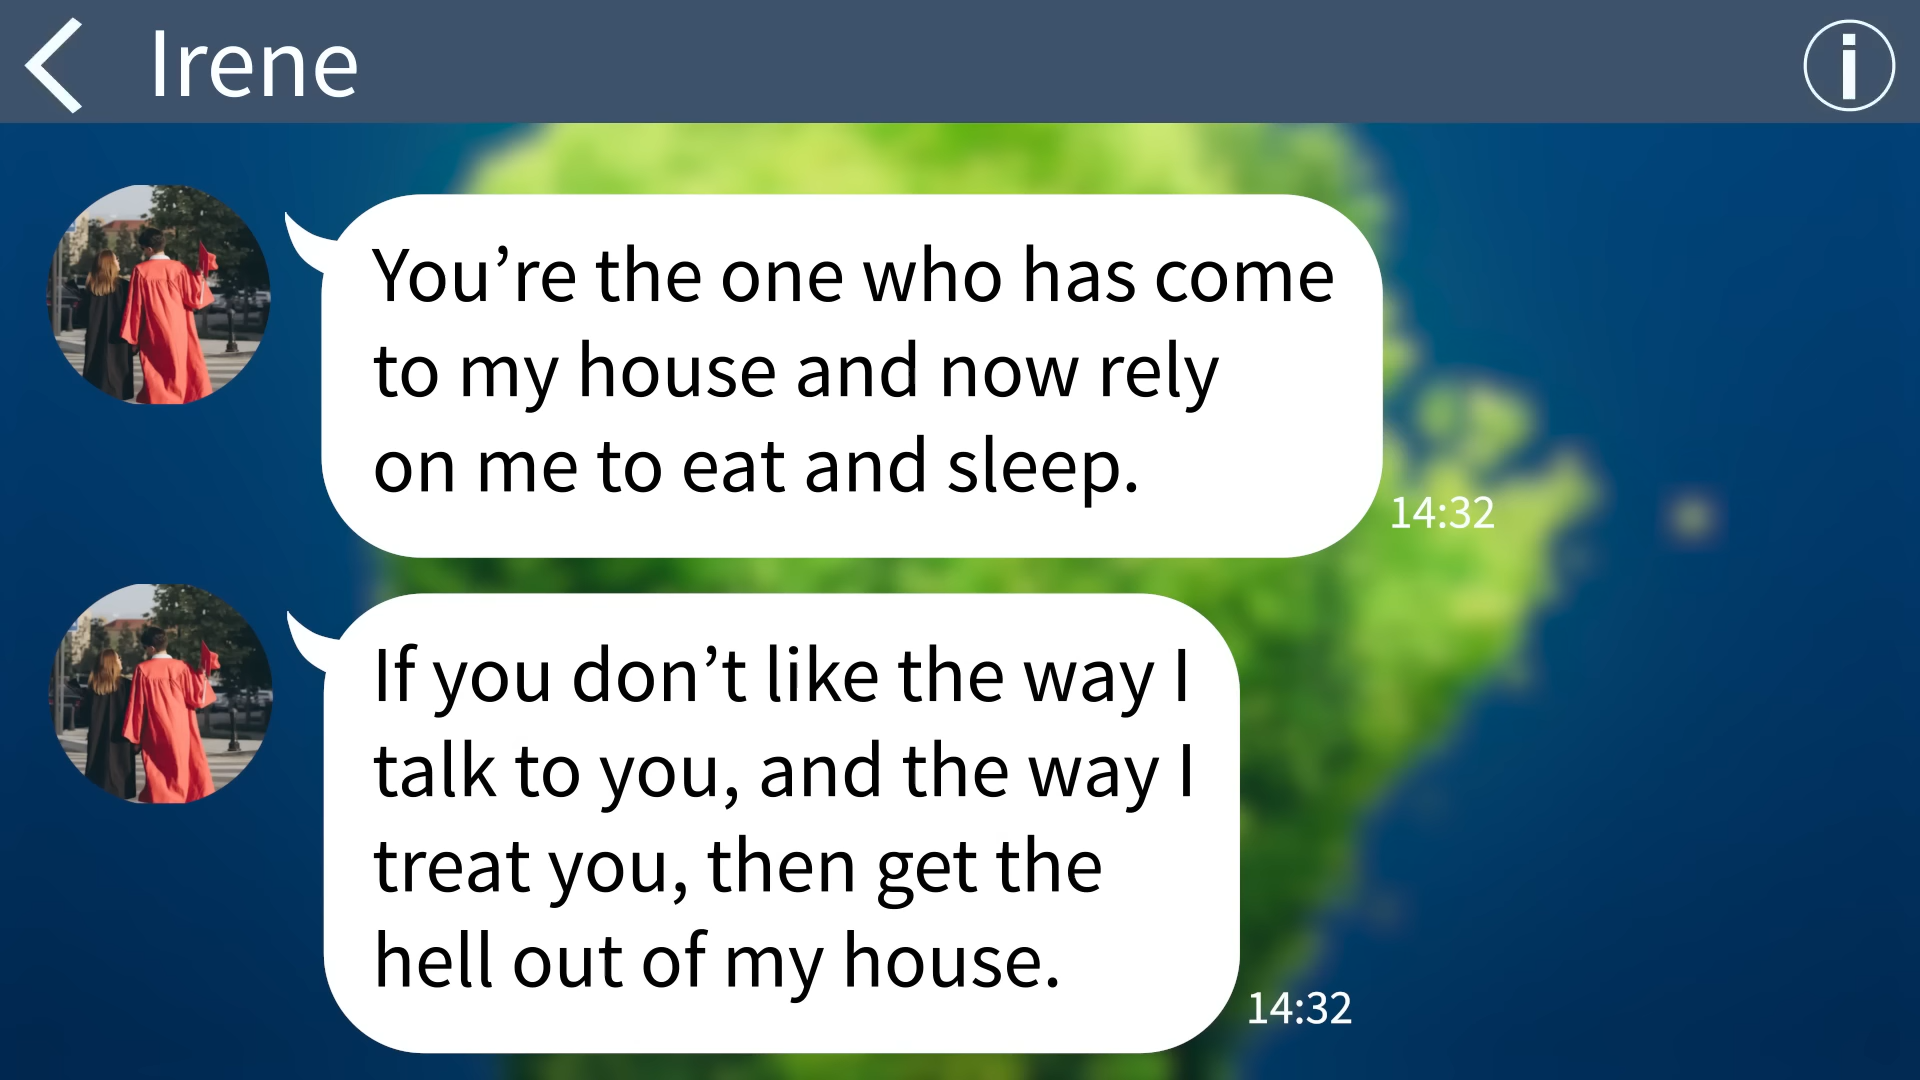 Irene
You’re the one who has come
to my house and now rely
on me to eat and sleep.
14:32
If you don’t like the way I
talk to you, and the way I
treat you, then get the
hell out of my house.
14:32